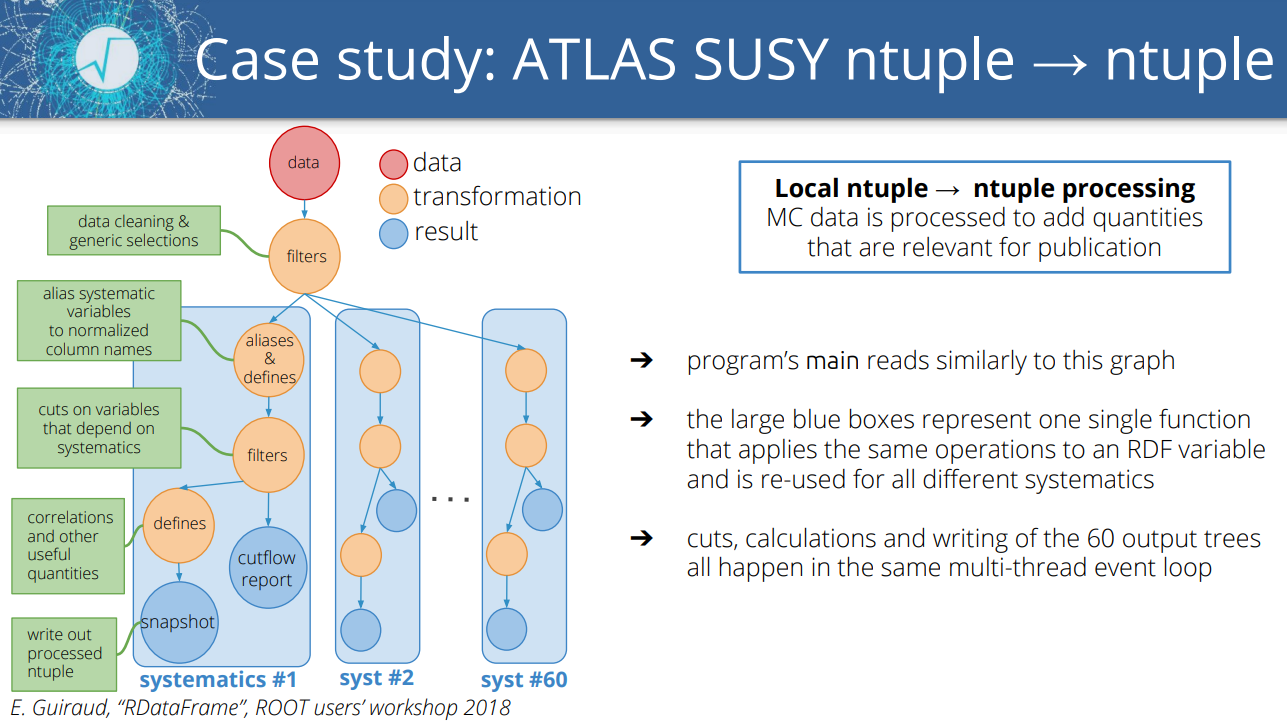 Case study: ATLAS SUSY ntuple → ntuple
data
data
transformation
result
data cleaning &
generic selections
filters
alias systematic
variables
to normalized
column names
aliases
&
defines
cuts on variables
that depend on
systematics
filters
correlations
and other
useful
quantities
defines
cutflow
report
write out
processed
ntuple
snapshot
. . .
systematics #1
syst #2
syst #60
E. Guiraud, “RDataFrame”, ROOT users’ workshop 2018
Local ntuple → ntuple processing
MC data is processed to add quantities
that are relevant for publication
➔ program’s main reads similarly to this graph
➔ the large blue boxes represent one single function
that applies the same operations to an RDF variable
and is re-used for all different systematics
➔ cuts, calculations and writing of the 60 output trees
all happen in the same multi-thread event loop